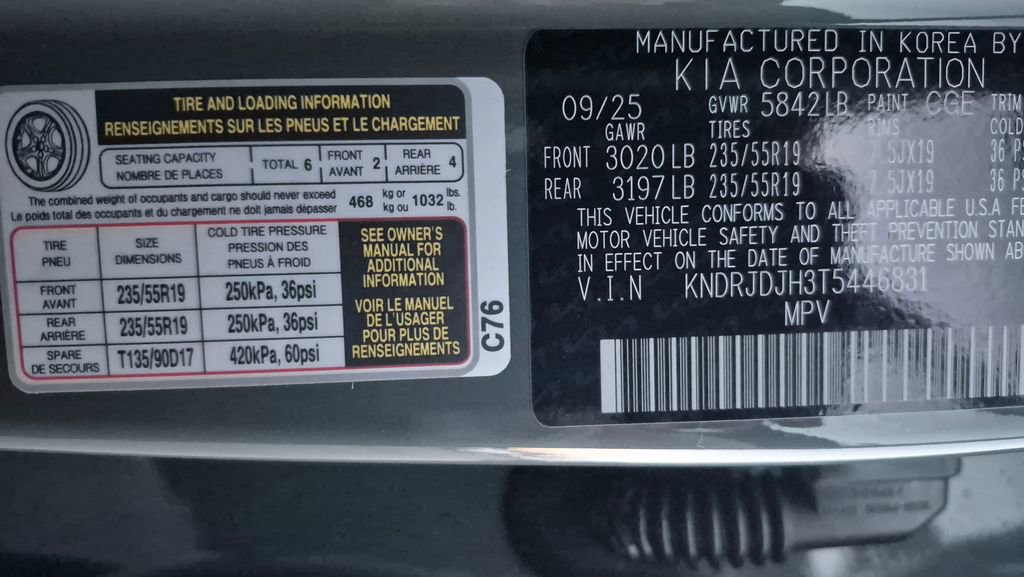 TIRE AND LOADING INFORMATION
RENSEIGNEMENTS SUR LES PNEUS ET LE CHARGEMENT
SEATING CAPACITY
NOMBRE DE PLACES
TOTAL 6
FRONT
AVANT 2
REAR
ARRIÈRE 4
The combined weight of occupants and cargo should never exceed
Le poids total des occupants et du chargement ne doit jamais dépasser
468 kg or 1032 lbs.
kg ou lb.
TIRE
PNEU
SIZE
DIMENSIONS
COLD TIRE PRESSURE
PRESSION DES
PNEUS À FROID
FRONT
AVANT
235/55R19
250kPa, 36psi
REAR
ARRIÈRE
235/55R19
250kPa, 36psi
SPARE
DE SECOURS
T135/90D17
420kPa, 60psi
SEE OWNER'S
MANUAL FOR
ADDITIONAL
INFORMATION
VOIR LE MANUEL
DE L'USAGER
POUR PLUS DE
RENSEIGNEMENTS
C76
MANUFACTURED IN KOREA BY
KIA CORPORATION
09/25 GVWR 5842LB PAINT CGE TRIM
GAWR TIRES RIMS COLD
FRONT 3020LB 235/55R19 7.5JX19 36 PS
REAR 3197LB 235/55R19 7.5JX19 36 PS
THIS VEHICLE CONFORMS TO ALL APPLICABLE U.S.A FE
MOTOR VEHICLE SAFETY AND THEFT PREVENTION STAN
IN EFFECT ON THE DATE OF MANUFACTURE SHOWN AB
V.I.N KNDRJDJH3T5446831
MPV